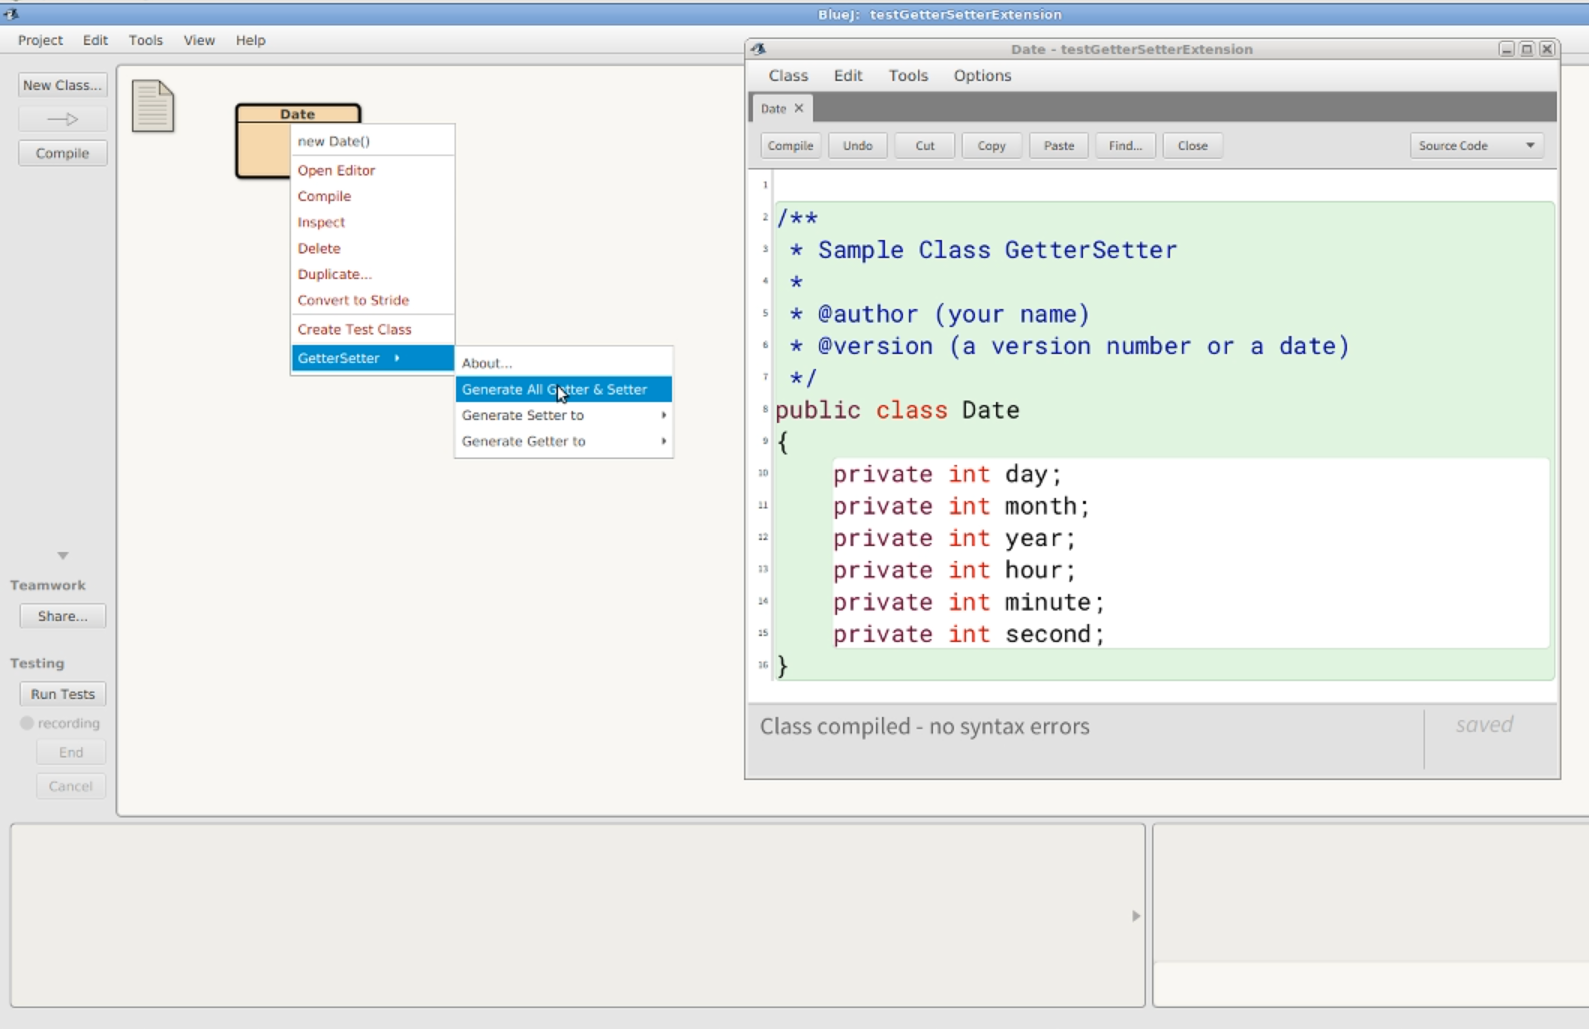 BlueJ: testGetterSetterExtension
Project Edit Tools View Help
New Class...
Compile
Date
new Date()
Open Editor
Compile
Inspect
Delete
Duplicate...
Convert to Stride
Create Test Class
GetterSetter
About...
Generate All Getter & Setter
Generate Setter to
Generate Getter to
Teamwork
Share...
Testing
Run Tests
recording
End
Cancel
Date - testGetterSetterExtension
Class Edit Tools Options
Date
Compile Undo Cut Copy Paste Find... Close Source Code
1
2 /**
3 * Sample Class GetterSetter
4 *
5 * @author (your name)
6 * @version (a version number or a date)
7 */
8 public class Date
9 {
10 private int day;
11 private int month;
12 private int year;
13 private int hour;
14 private int minute;
15 private int second;
16 }
Class compiled - no syntax errors
saved